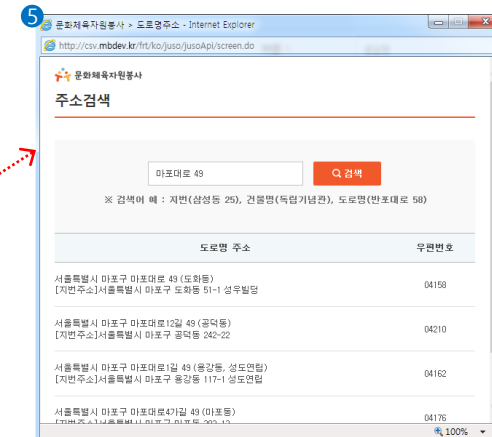 5
문화체육자원봉사 > 도로명주소 - Internet Explorer
http://csv.mbdev.kr/frt/ko/juso/jusoApi/screen.do
문화체육자원봉사
주소검색
마포대로 49
검색
※ 검색어 예 : 지번(삼성동 25), 건물명(독립기념관), 도로명(반포대로 58)
도로명 주소 우편번호
서울특별시 마포구 마포대로 49 (도화동)
[지번주소]서울특별시 마포구 도화동 51-1 성우빌딩
04158
서울특별시 마포구 마포대로12길 49 (공덕동)
[지번주소]서울특별시 마포구 공덕동 242-22
04210
서울특별시 마포구 마포대로1길 49 (용강동, 성도연립)
[지번주소]서울특별시 마포구 용강동 117-1 성도연립
04162
서울특별시 마포구 마포대로4가길 49 (마포동)
04176
100%